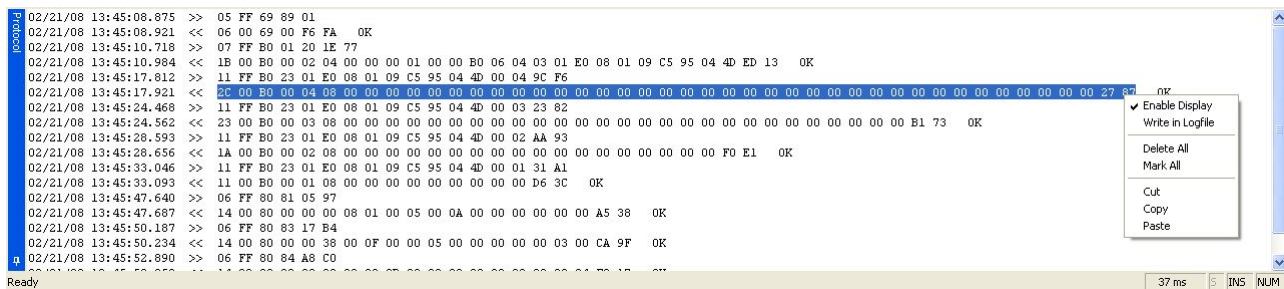 Protocol
02/21/08 13:45:08.875 >> 05 FF 69 89 01
02/21/08 13:45:08.921 << 06 00 69 00 F6 FA OK
02/21/08 13:45:10.718 >> 07 FF B0 01 20 1E 77
02/21/08 13:45:10.984 << 1B 00 B0 00 02 04 00 00 00 01 00 00 B0 06 04 03 01 E0 08 01 09 C5 95 04 4D ED 13 OK
02/21/08 13:45:17.812 >> 11 FF B0 23 01 E0 08 01 09 C5 95 04 4D 00 04 9C F6
02/21/08 13:45:17.921 << 2C 00 B0 00 04 08 00 00 00 00 00 00 00 00 00 00 00 00 00 00 00 00 00 00 00 00 00 00 00 00 00 00 00 00 00 00 00 00 00 00 00 00 27 87 OK
02/21/08 13:45:24.468 >> 11 FF B0 23 01 E0 08 01 09 C5 95 04 4D 00 03 23 82
02/21/08 13:45:24.562 << 23 00 B0 00 03 08 00 00 00 00 00 00 00 00 00 00 00 00 00 00 00 00 00 00 00 00 00 00 00 00 00 00 00 B1 73 OK
02/21/08 13:45:28.593 >> 11 FF B0 23 01 E0 08 01 09 C5 95 04 4D 00 02 AA 93
02/21/08 13:45:28.656 << 1A 00 B0 00 02 08 00 00 00 00 00 00 00 00 00 00 00 00 00 00 00 00 00 00 F0 E1 OK
02/21/08 13:45:33.046 >> 11 FF B0 23 01 E0 08 01 09 C5 95 04 4D 00 01 31 A1
02/21/08 13:45:33.093 << 11 00 B0 00 01 08 00 00 00 00 00 00 00 00 00 D6 3C OK
02/21/08 13:45:47.640 >> 06 FF 80 81 05 97
02/21/08 13:45:47.687 << 14 00 80 00 00 00 08 01 00 05 00 0A 00 00 00 00 00 00 A5 38 OK
02/21/08 13:45:50.187 >> 06 FF 80 83 17 B4
02/21/08 13:45:50.234 << 14 00 80 00 00 38 00 0F 00 00 05 00 00 00 00 00 03 00 CA 9F OK
02/21/08 13:45:52.890 >> 06 FF 80 84 A8 C0
Enable Display
Write in Logfile
Delete All
Mark All
Cut
Copy
Paste
Ready 37 ms S INS NUM